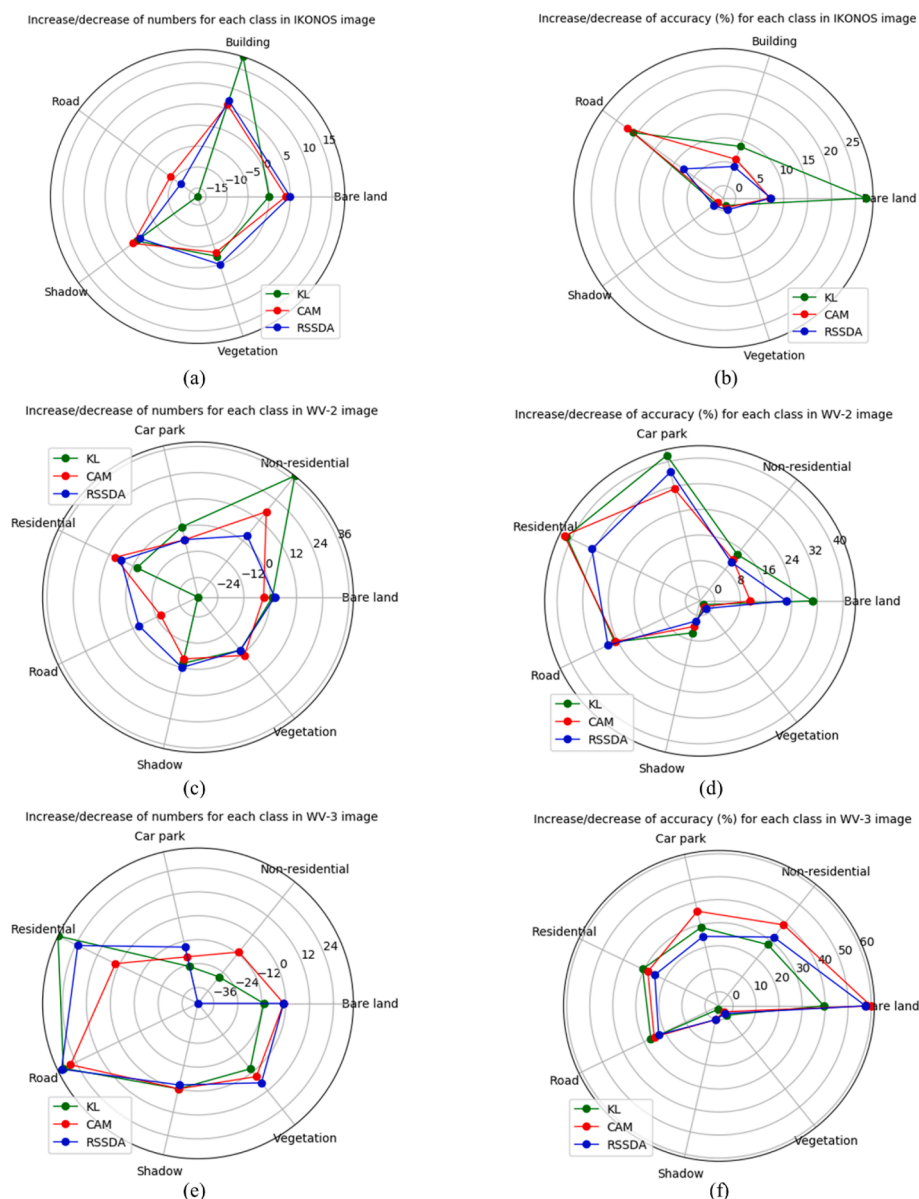 Increase/decrease of numbers for each class in IKONOS image
Building
Road
15
10
5
0
-5
-10
-15
Bare land
Shadow
Vegetation
KL
CAM
RSSDA
(a)
Increase/decrease of accuracy (%) for each class in IKONOS image
Building
Road
25
20
15
10
5
0
Bare land
Shadow
Vegetation
KL
CAM
RSSDA
(b)
Increase/decrease of numbers for each class in WV-2 image
Car park
Non-residential
KL
CAM
RSSDA
Residential
36
24
12
0
-12
-24
Bare land
Road
Shadow
Vegetation
(c)
Increase/decrease of accuracy (%) for each class in WV-2 image
Car park
Non-residential
Residential
40
32
24
16
8
0
Bare land
Road
KL
CAM
RSSDA
Shadow
Vegetation
(d)
Increase/decrease of numbers for each class in WV-3 image
Car park
Non-residential
Residential
24
12
0
-12
-24
-36
Bare land
Road
KL
CAM
RSSDA
Shadow
Vegetation
(e)
Increase/decrease of accuracy (%) for each class in WV-3 image
Car park
Non-residential
Residential
60
50
40
30
20
10
0
Bare land
Road
KL
CAM
RSSDA
Shadow
Vegetation
(f)